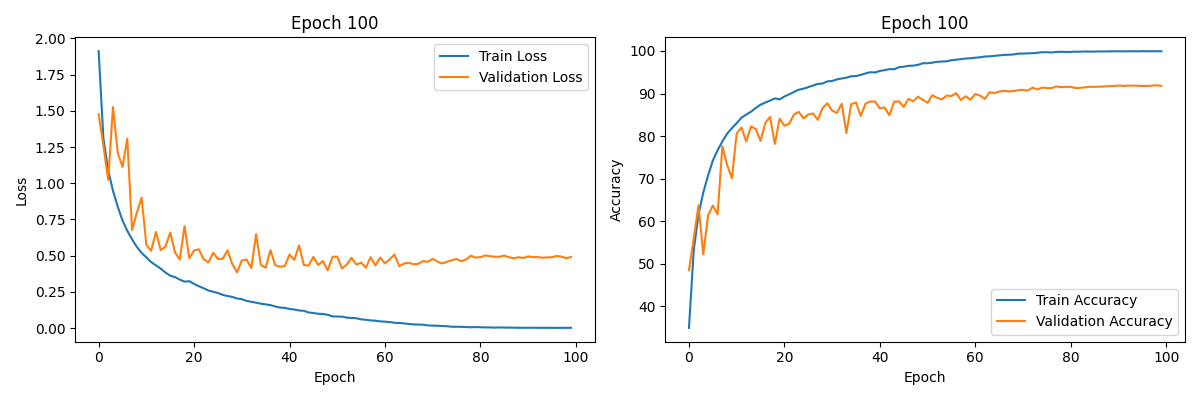 Epoch 100
Loss
2.00
1.75
1.50
1.25
1.00
0.75
0.50
0.25
0.00
Train Loss
Validation Loss
0 20 40 60 80 100
Epoch
Epoch 100
Accuracy
100
90
80
70
60
50
40
Train Accuracy
Validation Accuracy
0 20 40 60 80 100
Epoch